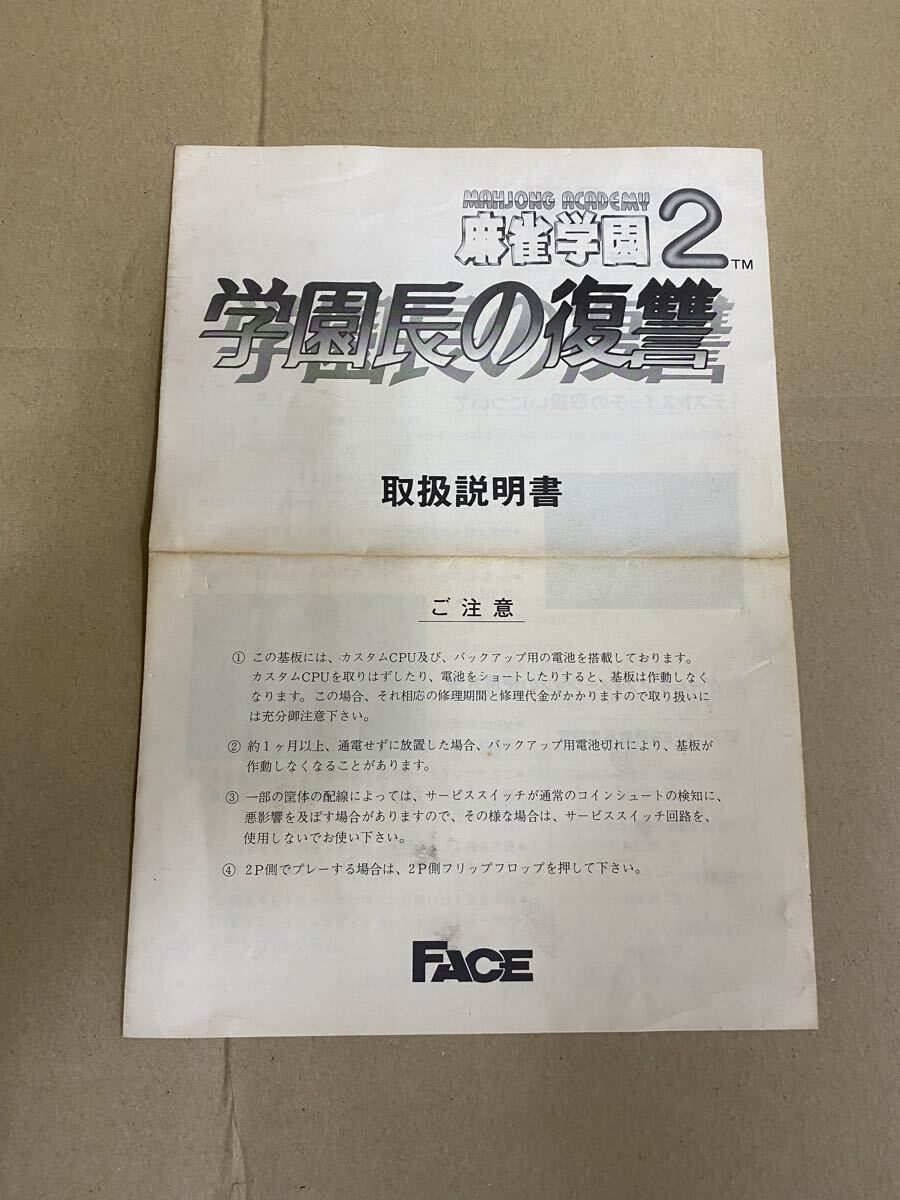 MAHJONG ACADEMY
麻雀学園2TM
学園長の復讐
取扱説明書
ご注意
① この基板には、カスタムCPU及び、バックアップ用の電池を搭載しております。
カスタムCPUを取りはずしたり、電池をショートしたりすると、基板は作動しなく
なります。この場合、それ相応の修理期間と修理代金がかかりますので取り扱いに
は充分御注意下さい。
② 約1ヶ月以上、通電せずに放置した場合、バックアップ用電池切れにより、基板が
作動しなくなることがあります。
③ 一部の筐体の配線によっては、サービススイッチが通常のコインシュートの検知に、
悪影響を及ぼす場合がありますので、その様な場合は、サービススイッチ回路を、
使用しないでお使い下さい。
④ 2P側でプレーする場合は、2P側フリップフロップを押して下さい。
FACE